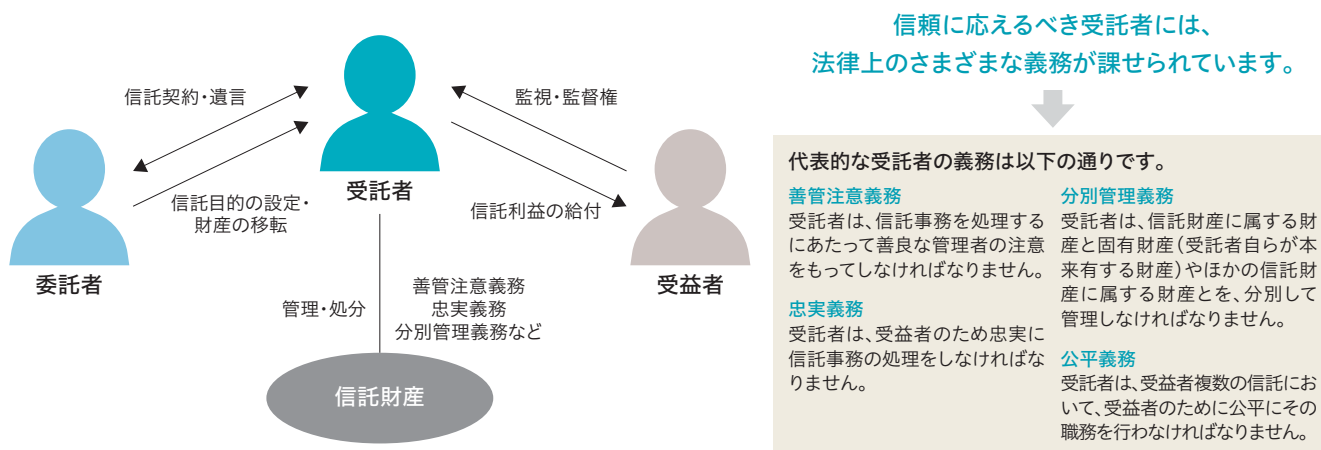 信託契約・遺言
監視・監督権
受託者
信託目的の設定・
財産の移転
信託利益の給付
委託者
受益者
管理・処分
善管注意義務
忠実義務
分別管理義務など
信託財産
信頼に応えるべき受託者には、
法律上のさまざまな義務が課せられています。
代表的な受託者の義務は以下の通りです。
善管注意義務
受託者は、信託事務を処理する
にあたって善良な管理者の注意
をもってしなければなりません。
忠実義務
受託者は、受益者のため忠実に
信託事務の処理をしなければな
りません。
分別管理義務
受託者は、信託財産に属する財
産と固有財産(受託者自らが本
来有する財産)やほかの信託財
産に属する財産とを、分別して
管理しなければなりません。
公平義務
受託者は、受益者複数の信託にお
いて、受益者のために公平にその
職務を行わなければなりません。